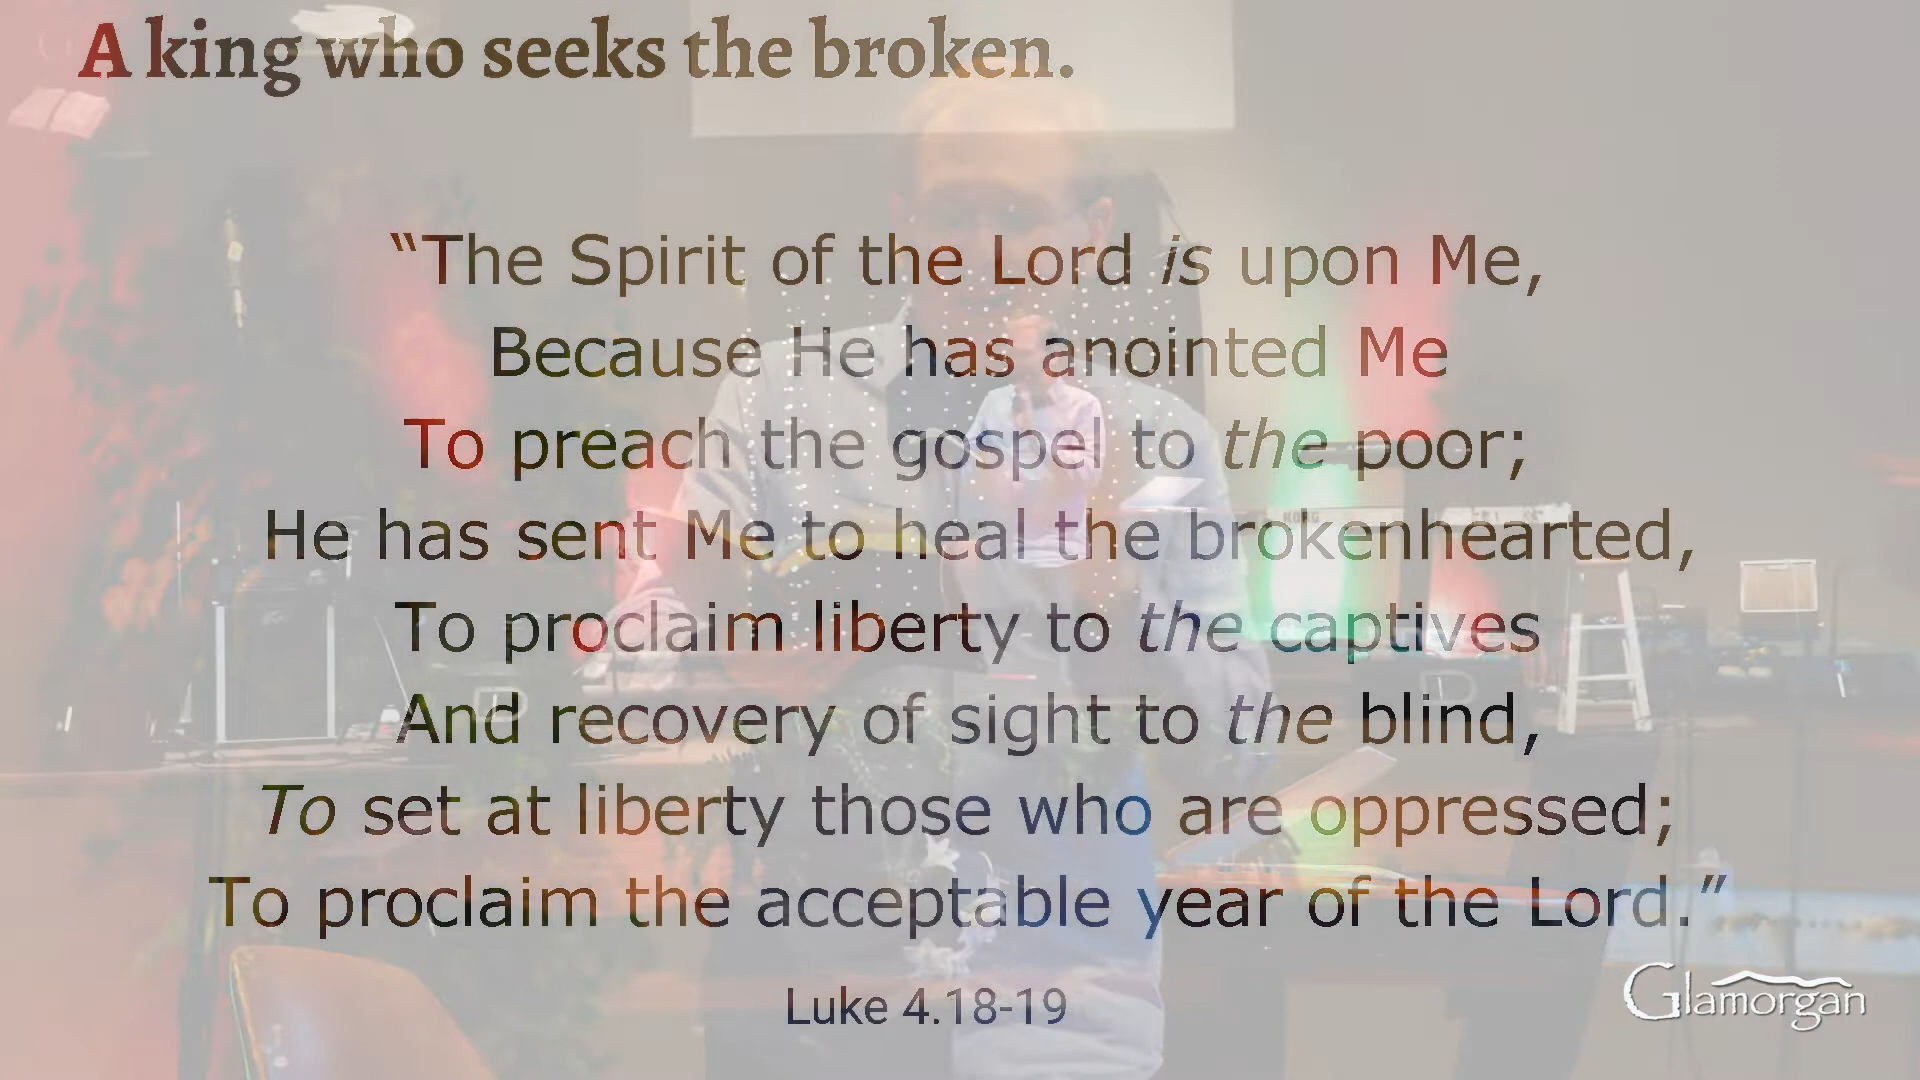 A king who seeks the broken.
“The Spirit of the Lord is upon Me,
Because He has anointed Me
To preach the gospel to the poor;
He has sent Me to heal the brokenhearted,
To proclaim liberty to the captives
And recovery of sight to the blind,
To set at liberty those who are oppressed;
To proclaim the acceptable year of the Lord.”
Luke 4.18-19
Glamorgan
KORG